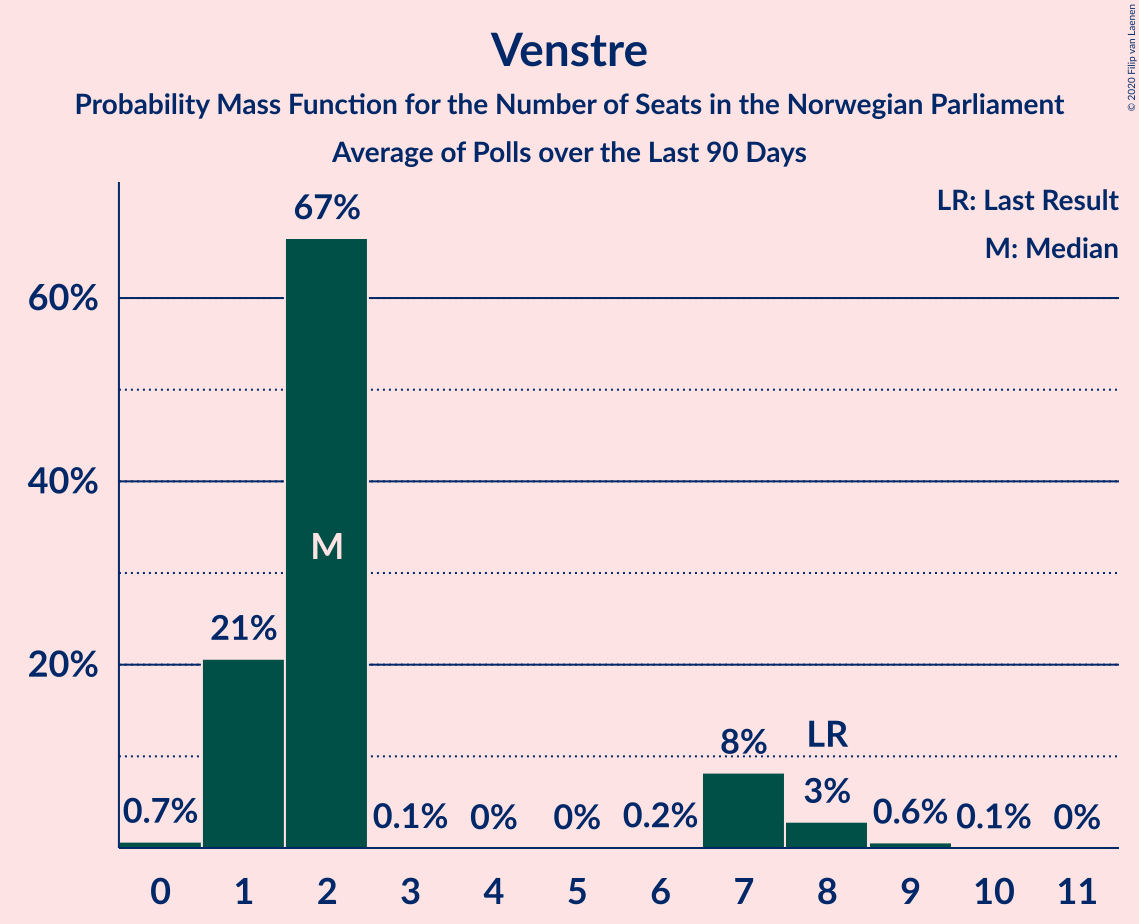 Venstre
Probability Mass Function for the Number of Seats in the Norwegian Parliament
Average of Polls over the Last 90 Days
© 2020 Filip van Laenen
LR: Last Result
M: Median
67%
60%
40%
M
21%
20%
LR
8%
3%
0.7%
0.1%
0%
0%
0.2%
0.6%
0.1%
0%
0 1 2 3 4 5 6 7 8 9 10 11